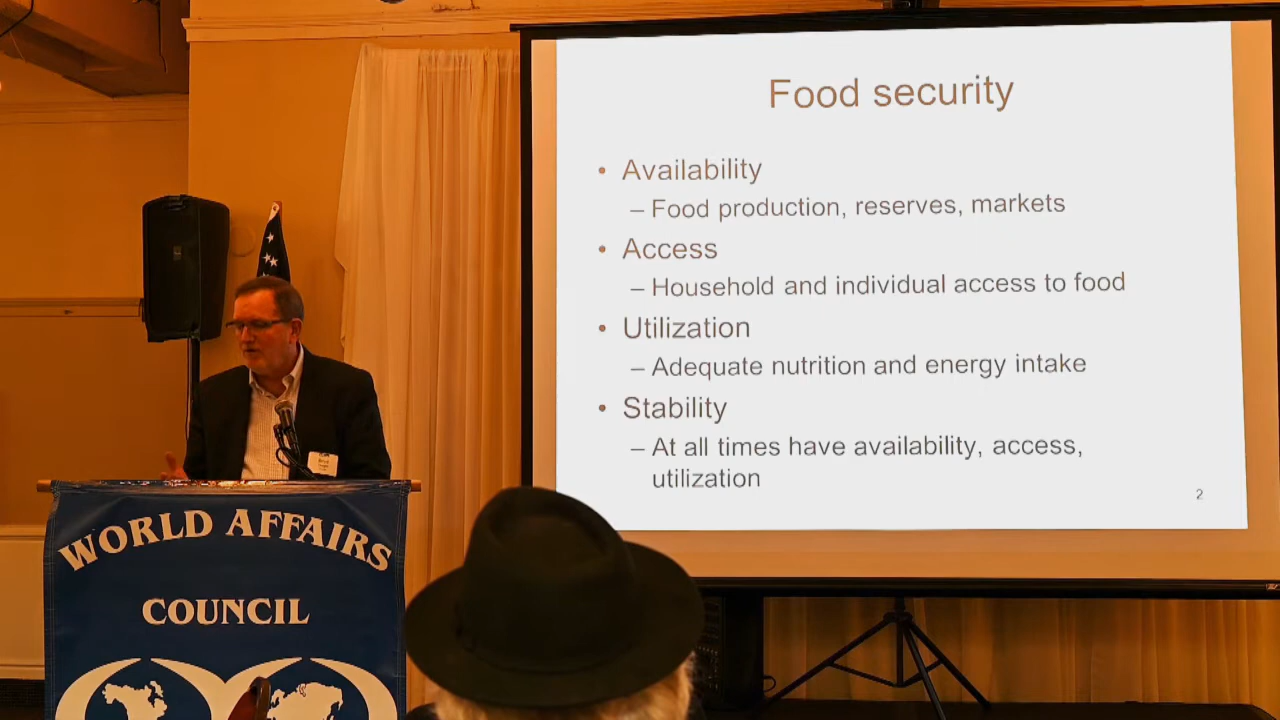 Food security
• Availability
– Food production, reserves, markets
• Access
– Household and individual access to food
• Utilization
– Adequate nutrition and energy intake
• Stability
– At all times have availability, access,
utilization
2
WORLD AFFAIRS
COUNCIL